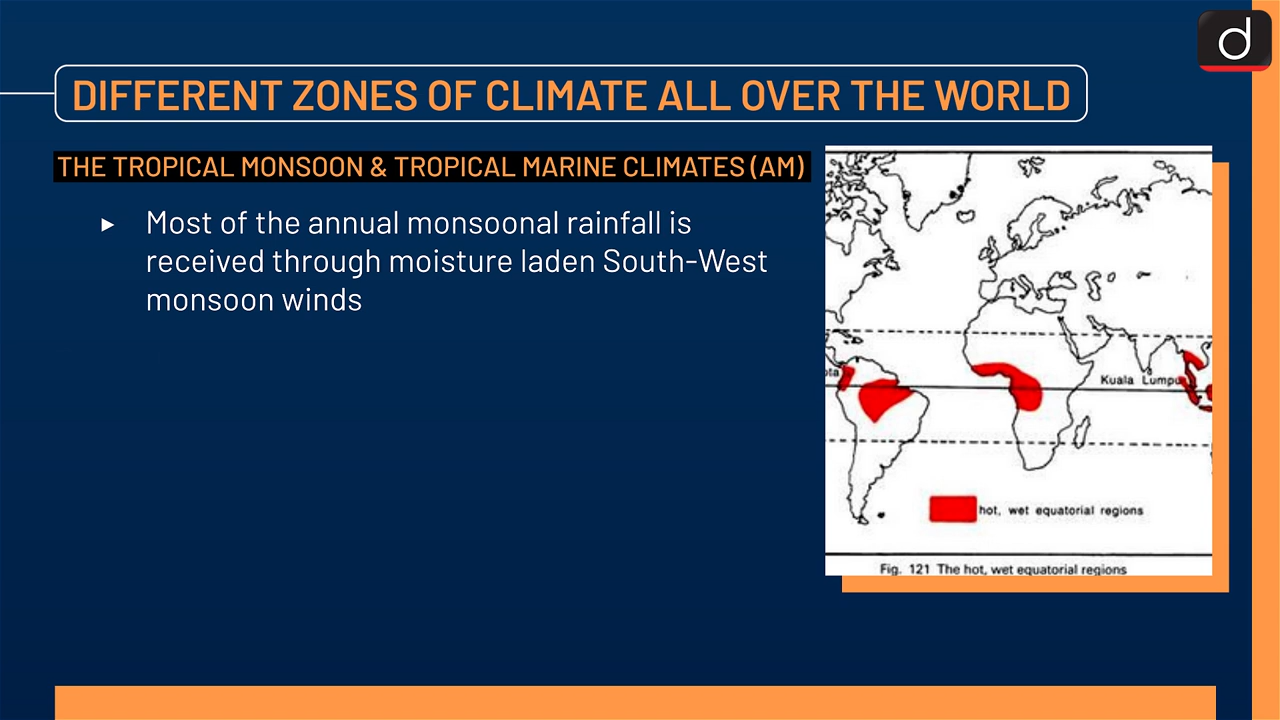 d
DIFFERENT ZONES OF CLIMATE ALL OVER THE WORLD
THE TROPICAL MONSOON & TROPICAL MARINE CLIMATES (AM)
Most of the annual monsoonal rainfall is
received through moisture laden South-West
monsoon winds
ota
Kuala Lumpu
hot, wet equatorial regions
Fig. 121 The hot, wet equatorial regions